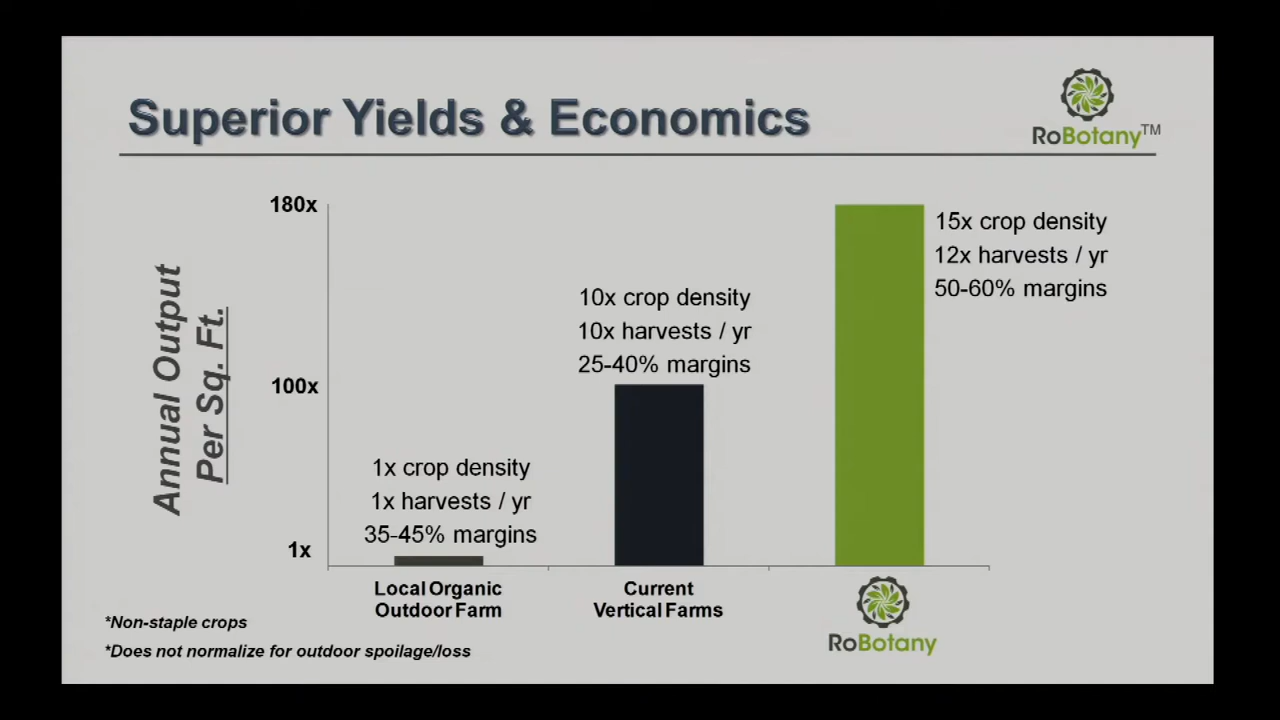 Superior Yields & Economics
RoBotany™
180x
100x
1x
Annual Output
Per Sq. Ft.
1x crop density
1x harvests / yr
35-45% margins
10x crop density
10x harvests / yr
25-40% margins
15x crop density
12x harvests / yr
50-60% margins
Local Organic
Outdoor Farm
Current
Vertical Farms
RoBotany
*Non-staple crops
*Does not normalize for outdoor spoilage/loss